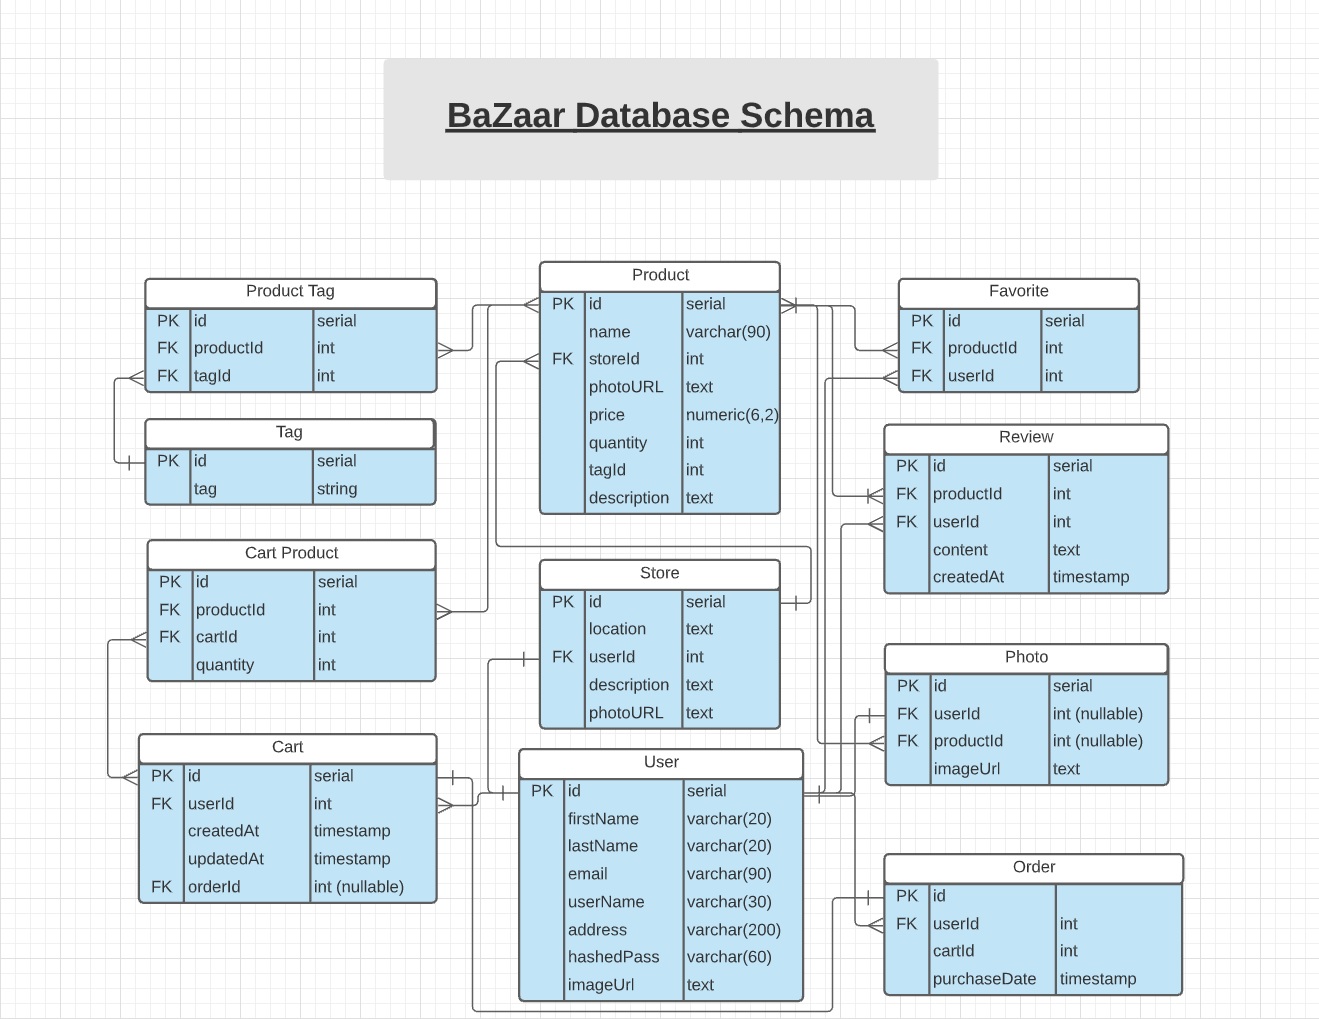 BaZaar Database Schema
Product Tag
PK id serial
FK productId int
FK tagId int
Tag
PK id serial
tag string
Cart Product
PK id serial
FK productId int
FK cartId int
quantity int
Cart
PK id serial
FK userId int
createdAt timestamp
updatedAt timestamp
FK orderId int (nullable)
Product
PK id serial
name varchar(90)
FK storeId int
photoURL text
price numeric(6,2)
quantity int
tagId int
description text
Store
PK id serial
location text
FK userId int
description text
photoURL text
User
PK id serial
firstName varchar(20)
lastName varchar(20)
email varchar(90)
userName varchar(30)
address varchar(200)
hashedPass varchar(60)
imageUrl text
Favorite
PK id serial
FK productId int
FK userId int
Review
PK id serial
FK productId int
FK userId int
content text
createdAt timestamp
Photo
PK id serial
FK userId int (nullable)
FK productId int (nullable)
imageUrl text
Order
PK id
FK userId int
cartId int
purchaseDate timestamp